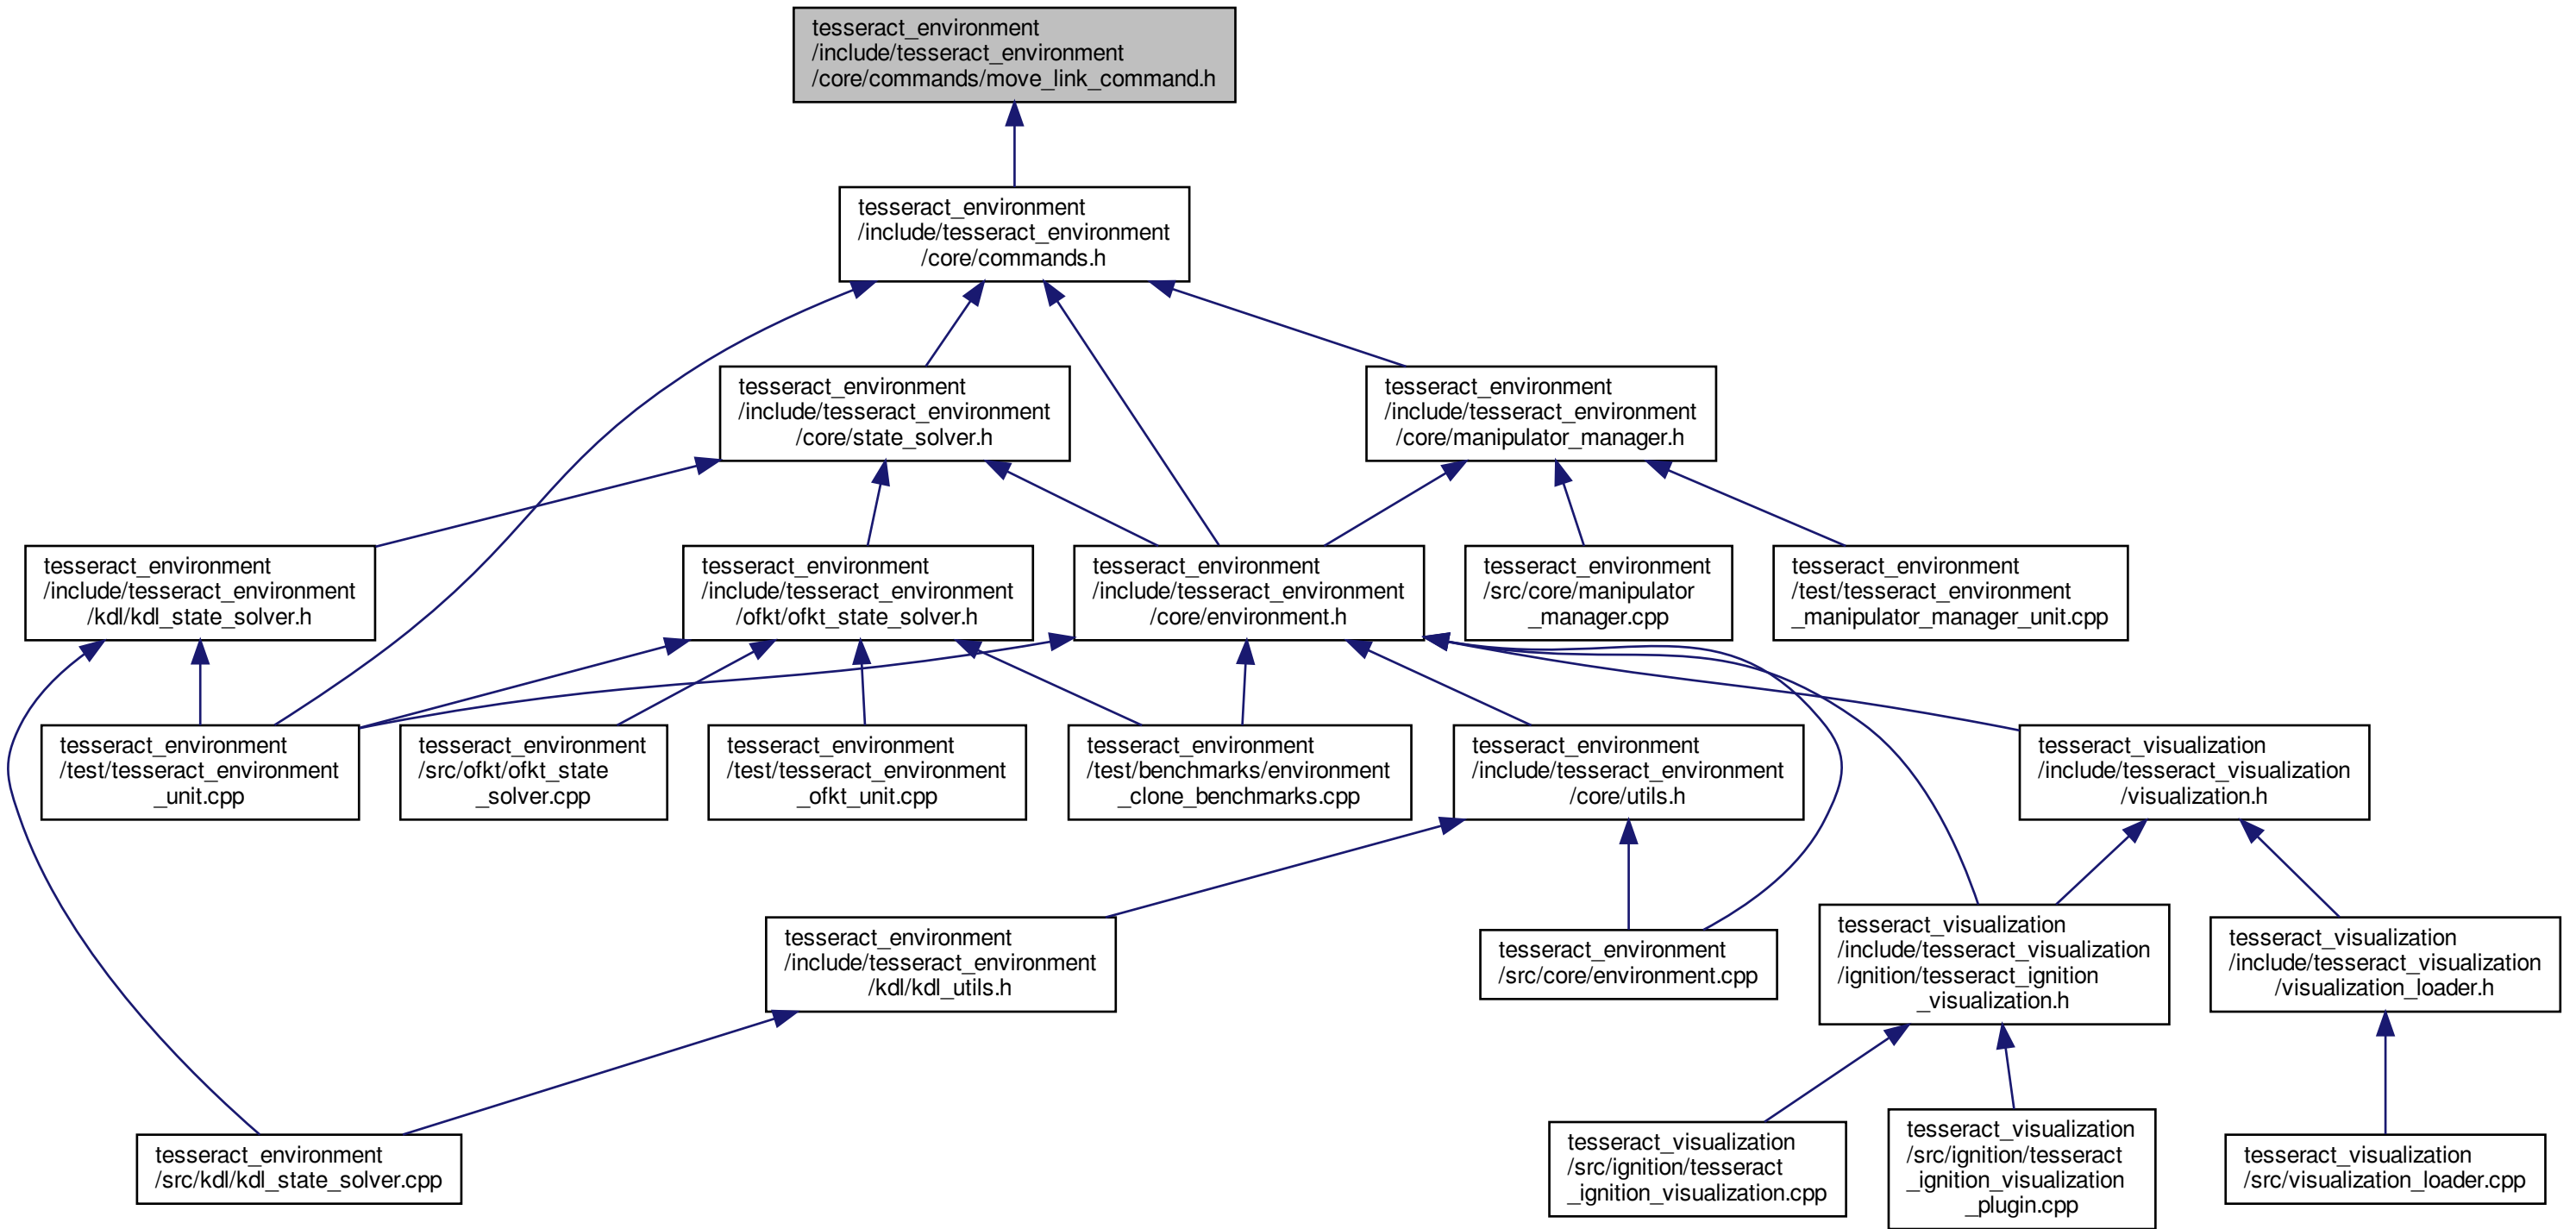 tesseract_environment
/include/tesseract_environment
/core/commands/move_link_command.h
tesseract_environment
/include/tesseract_environment
/core/commands.h
tesseract_environment
/include/tesseract_environment
/core/state_solver.h
tesseract_environment
/include/tesseract_environment
/core/manipulator_manager.h
tesseract_environment
/include/tesseract_environment
/kdl/kdl_state_solver.h
tesseract_environment
/include/tesseract_environment
/ofkt/ofkt_state_solver.h
tesseract_environment
/include/tesseract_environment
/core/environment.h
tesseract_environment
/src/core/manipulator
_manager.cpp
tesseract_environment
/test/tesseract_environment
_manipulator_manager_unit.cpp
tesseract_environment
/test/tesseract_environment
_unit.cpp
tesseract_environment
/src/ofkt/ofkt_state
_solver.cpp
tesseract_environment
/test/tesseract_environment
_ofkt_unit.cpp
tesseract_environment
/test/benchmarks/environment
_clone_benchmarks.cpp
tesseract_environment
/include/tesseract_environment
/core/utils.h
tesseract_visualization
/include/tesseract_visualization
/visualization.h
tesseract_environment
/include/tesseract_environment
/kdl/kdl_utils.h
tesseract_environment
/src/core/environment.cpp
tesseract_visualization
/include/tesseract_visualization
/ignition/tesseract_ignition
_visualization.h
tesseract_visualization
/include/tesseract_visualization
/visualization_loader.h
tesseract_environment
/src/kdl/kdl_state_solver.cpp
tesseract_visualization
/src/ignition/tesseract
_ignition_visualization.cpp
tesseract_visualization
/src/ignition/tesseract
_ignition_visualization
_plugin.cpp
tesseract_visualization
/src/visualization_loader.cpp